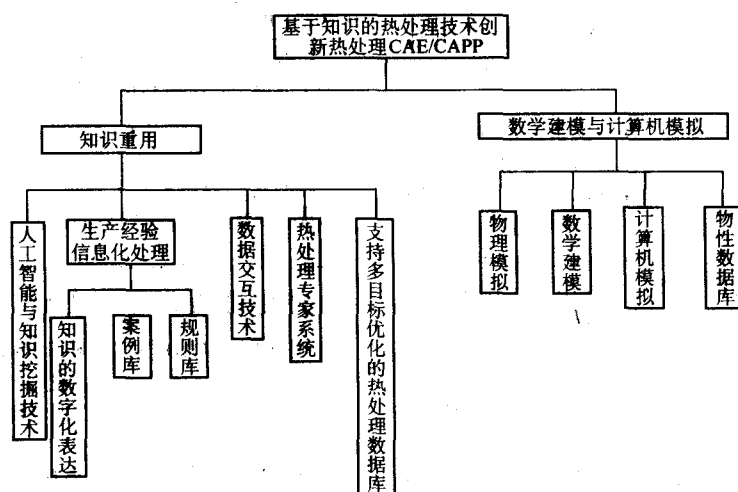 基于知识的热处理技术创
新热处理CAE/CAPP
知识重用
数学建模与计算机模拟
人工智能与知识挖掘技术
生产经验
信息化处理
数据交互技术
热处理专家系统
支持多目标优化的热处理数据库
物理模拟
数学建模
计算机模拟
物性数据库
知识的数字化表达
案例库
规则库